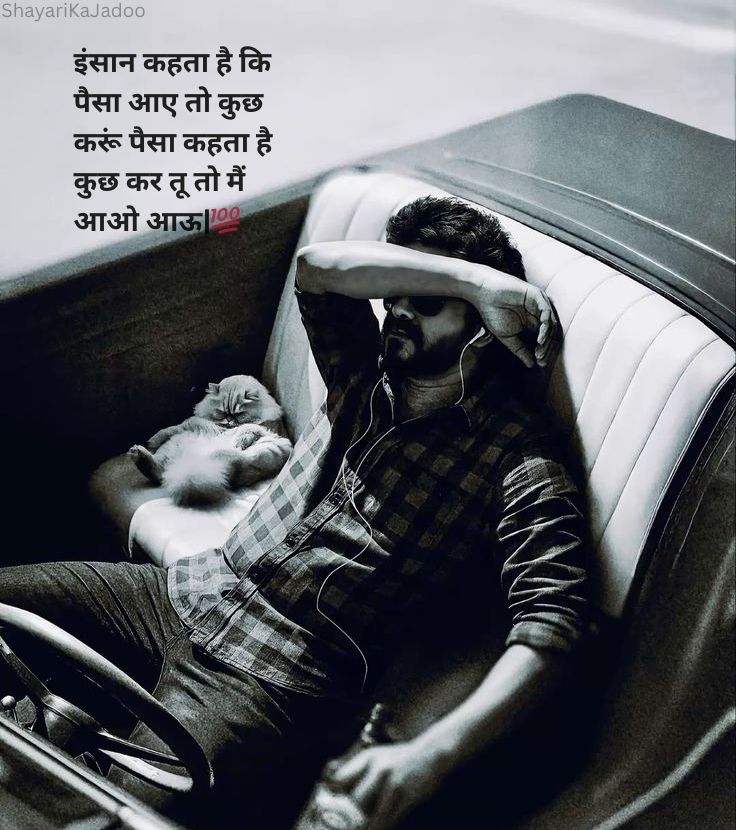 ShayariKaJadoo
इंसान कहता है कि
पैसा आए तो कुछ
करूं पैसा कहता है
कुछ कर तू तो मैं
आओ आऊ|💯